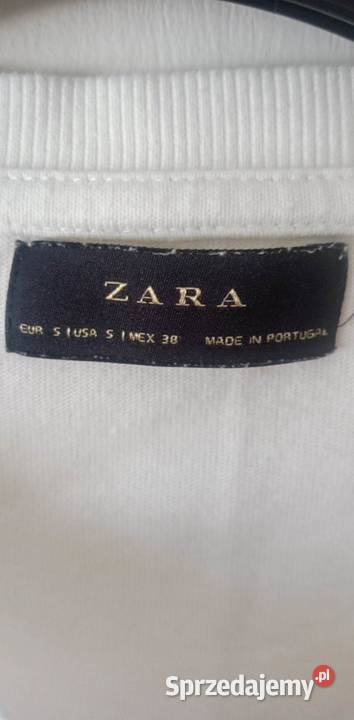 ZARA
EUR S | USA S | MEX 38 MADE IN PORTUGAL
Sprzedajemy.pl